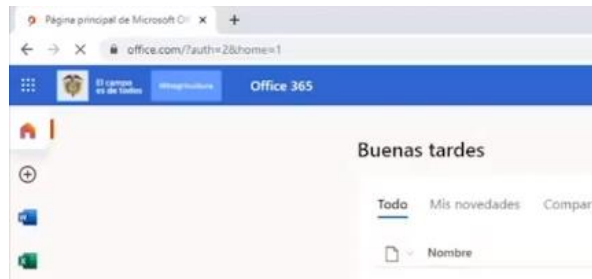 Página principal de Microsoft Of
office.com/?auth=2&home=1
El campo
es de todos
Minagricultura
Office 365
Buenas tardes
Todo Mis novedades Compar
Nombre